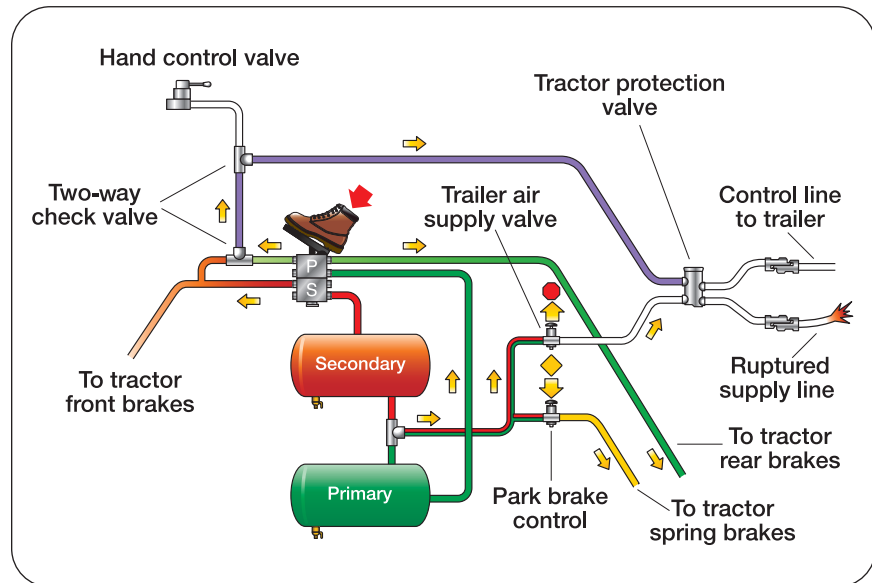 Hand control valve
Tractor protection
valve
Two-way
check valve
Trailer air
supply valve
Control line
to trailer
P
S
Secondary
Ruptured
supply line
To tractor
front brakes
Primary
Park brake
control
To tractor
rear brakes
To tractor
spring brakes